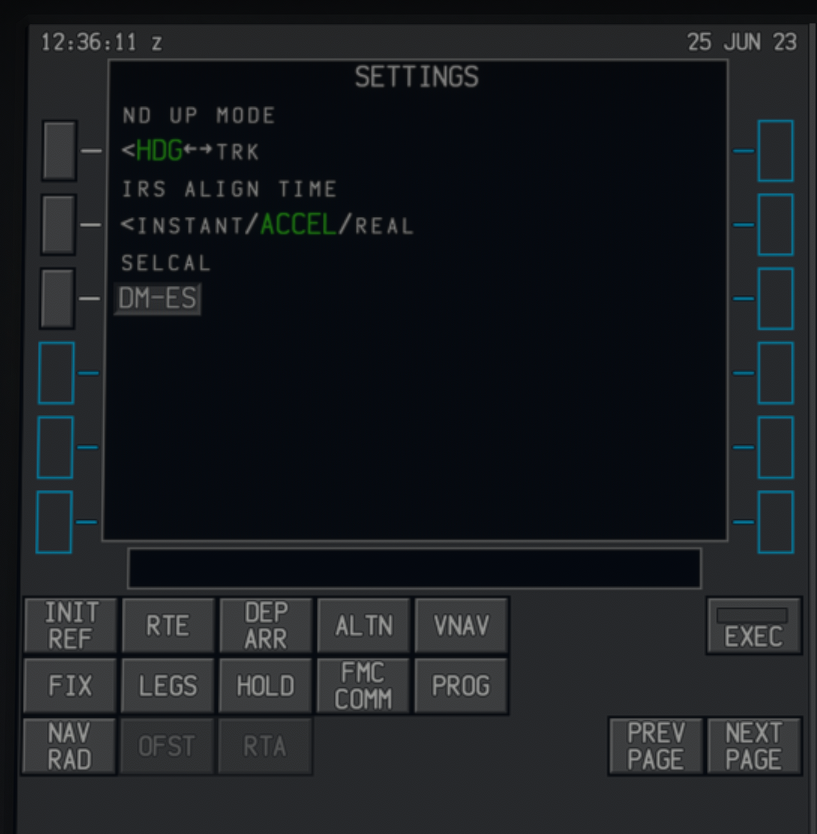 12:36:11 z 25 JUN 23
SETTINGS
ND UP MODE
<HDG←→TRK
IRS ALIGN TIME
<INSTANT/ACCEL/REAL
SELCAL
DM-ES
INIT REF
RTE
DEP ARR
ALTN
VNAV
EXEC
FIX
LEGS
HOLD
FMC COMM
PROG
NAV RAD
OFST
RTA
PREV PAGE
NEXT PAGE